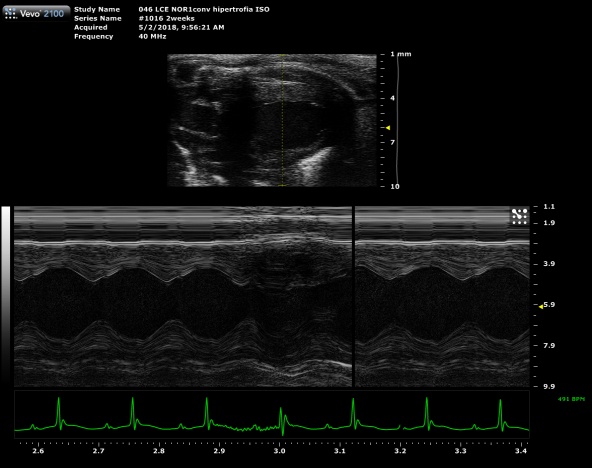 Vevo 2100
Study Name 046 LCE NOR1conv hipertrofia ISO
Series Name #1016 2weeks
Acquired 5/2/2018, 9:56:21 AM
Frequency 40 MHz
1 mm
4
7
10
1.1
1.9
3.9
5.9
7.9
9.9
491 BPM
2.6 2.7 2.8 2.9 3.0 3.1 3.2 3.3 3.4